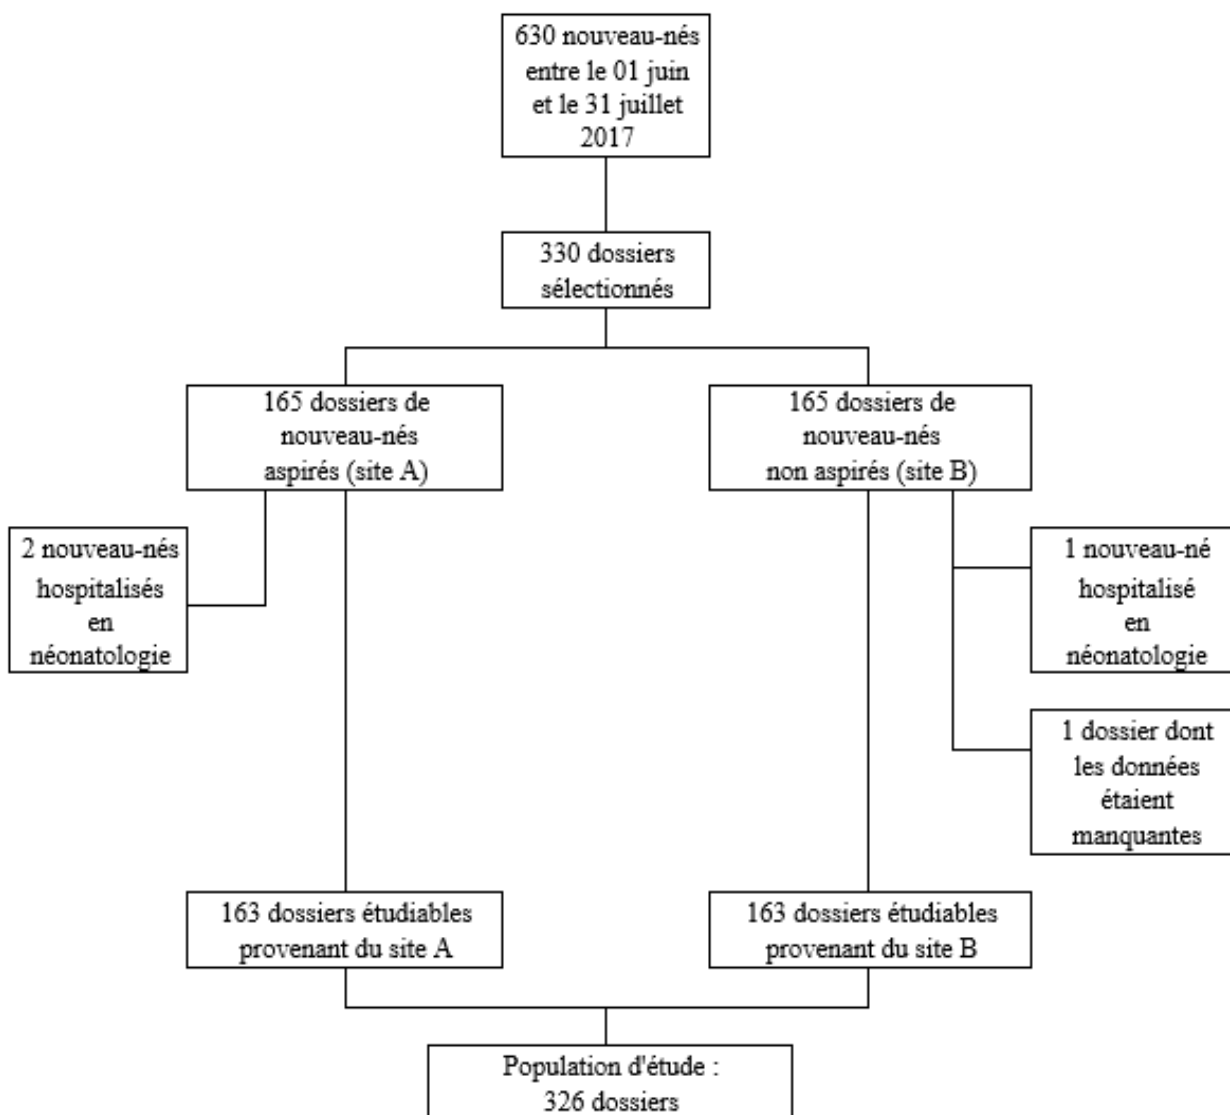 630 nouveau-nés
entre le 01 juin
et le 31 juillet
2017
330 dossiers
sélectionnés
165 dossiers de
nouveau-nés
aspirés (site A)
165 dossiers de
nouveau-nés
non aspirés (site B)
2 nouveau-nés
hospitalisés
en
néonatologie
1 nouveau-né
hospitalisé
en
néonatologie
1 dossier dont
les données
étaient
manquantes
163 dossiers étudiables
provenant du site A
163 dossiers étudiables
provenant du site B
Population d'étude :
326 dossiers